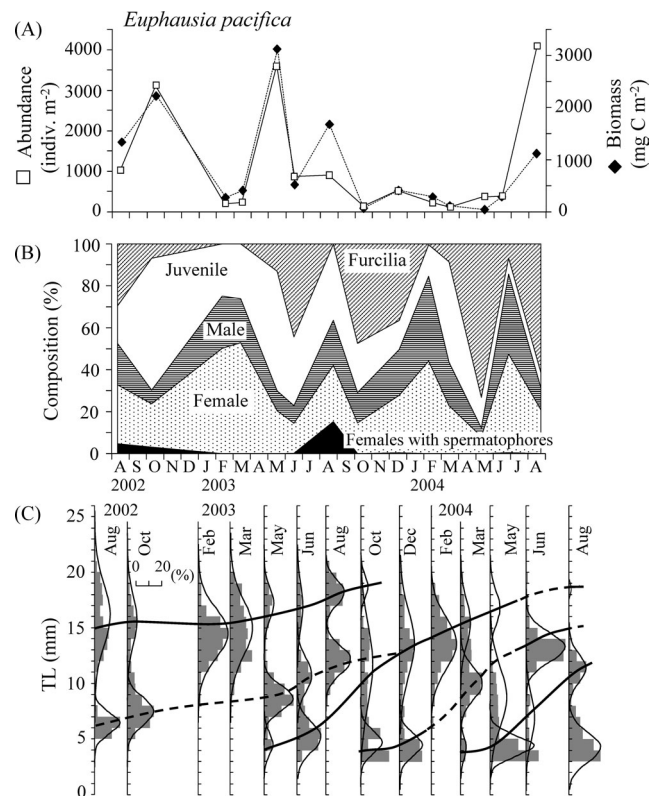 (A)
Euphausia pacifica
Abundance
(indiv. m-2)
4000
3000
2000
1000
0
3000
2000
1000
0
Biomass
(mg C m-2)
(B)
Composition (%)
100
80
60
40
20
0
Juvenile
Furcilia
Male
Female
Females with spermatophores
A S O N D J F M A M J J A S O N D J F M A M J J A
2002 2003 2004
(C)
TL (mm)
25
20
15
10
5
0
2002 2003 2004
Aug Oct Feb Mar May Jun Aug Oct Dec Feb Mar May Jun Aug
0 20 (%)